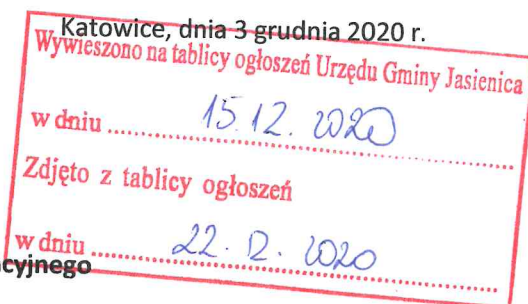 Katowice, dnia 3 grudnia 2020 r.
Wywieszono na tablicy ogłoszeń Urzędu Gminy Jasienica
w dniu ........ 15.12.2020 ........
Zdjęto z tablicy ogłoszeń
w dniu ........ 22.12.2020 ........
cyjnego